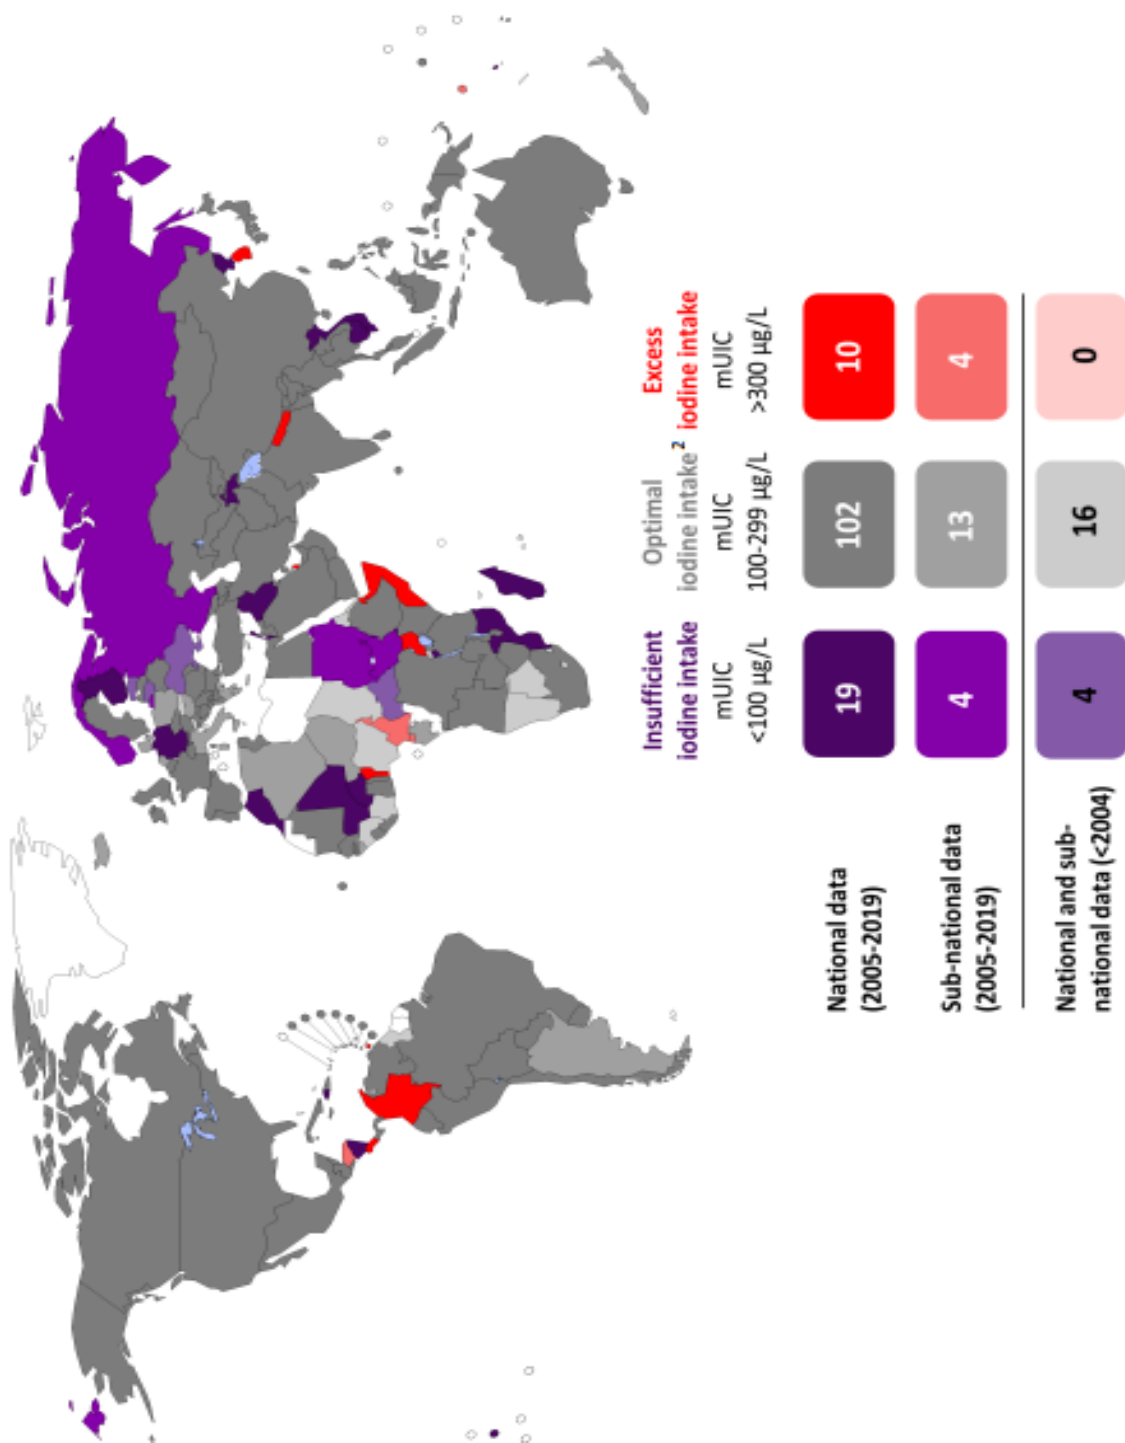 Insufficient
iodine intake
mUIC
<100 µg/L
Optimal
iodine intake²
mUIC
100-299 µg/L
Excess
iodine intake
mUIC
>300 µg/L
National data
(2005-2019)
19
102
10
Sub-national data
(2005-2019)
4
13
4
National and sub-
national data (<2004)
4
16
0